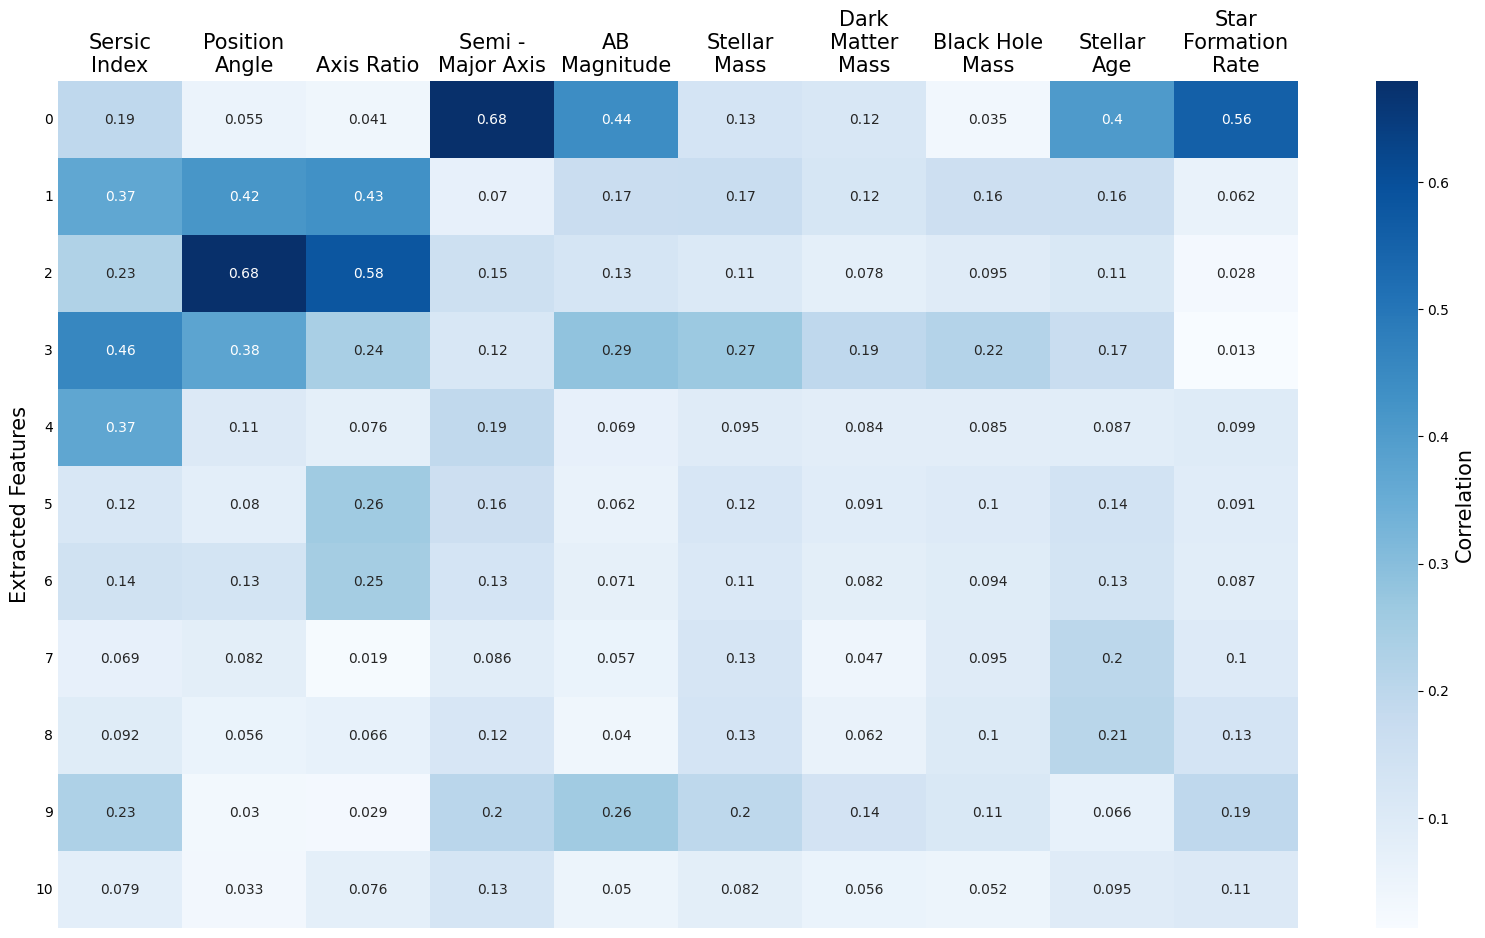 Sersic
Index
Position
Angle
Axis Ratio
Semi -
Major Axis
AB
Magnitude
Stellar
Mass
Dark
Matter
Mass
Black Hole
Mass
Stellar
Age
Star
Formation
Rate
0 0.19 0.055 0.041 0.68 0.44 0.13 0.12 0.035 0.4 0.56
1 0.37 0.42 0.43 0.07 0.17 0.17 0.12 0.16 0.16 0.062
2 0.23 0.68 0.58 0.15 0.13 0.11 0.078 0.095 0.11 0.028
3 0.46 0.38 0.24 0.12 0.29 0.27 0.19 0.22 0.17 0.013
4 0.37 0.11 0.076 0.19 0.069 0.095 0.084 0.085 0.087 0.099
5 0.12 0.08 0.26 0.16 0.062 0.12 0.091 0.1 0.14 0.091
6 0.14 0.13 0.25 0.13 0.071 0.11 0.082 0.094 0.13 0.087
7 0.069 0.082 0.019 0.086 0.057 0.13 0.047 0.095 0.2 0.1
8 0.092 0.056 0.066 0.12 0.04 0.13 0.062 0.1 0.21 0.13
9 0.23 0.03 0.029 0.2 0.26 0.2 0.14 0.11 0.066 0.19
10 0.079 0.033 0.076 0.13 0.05 0.082 0.056 0.052 0.095 0.11
Extracted Features
0.6
0.5
0.4
0.3
0.2
0.1
Correlation